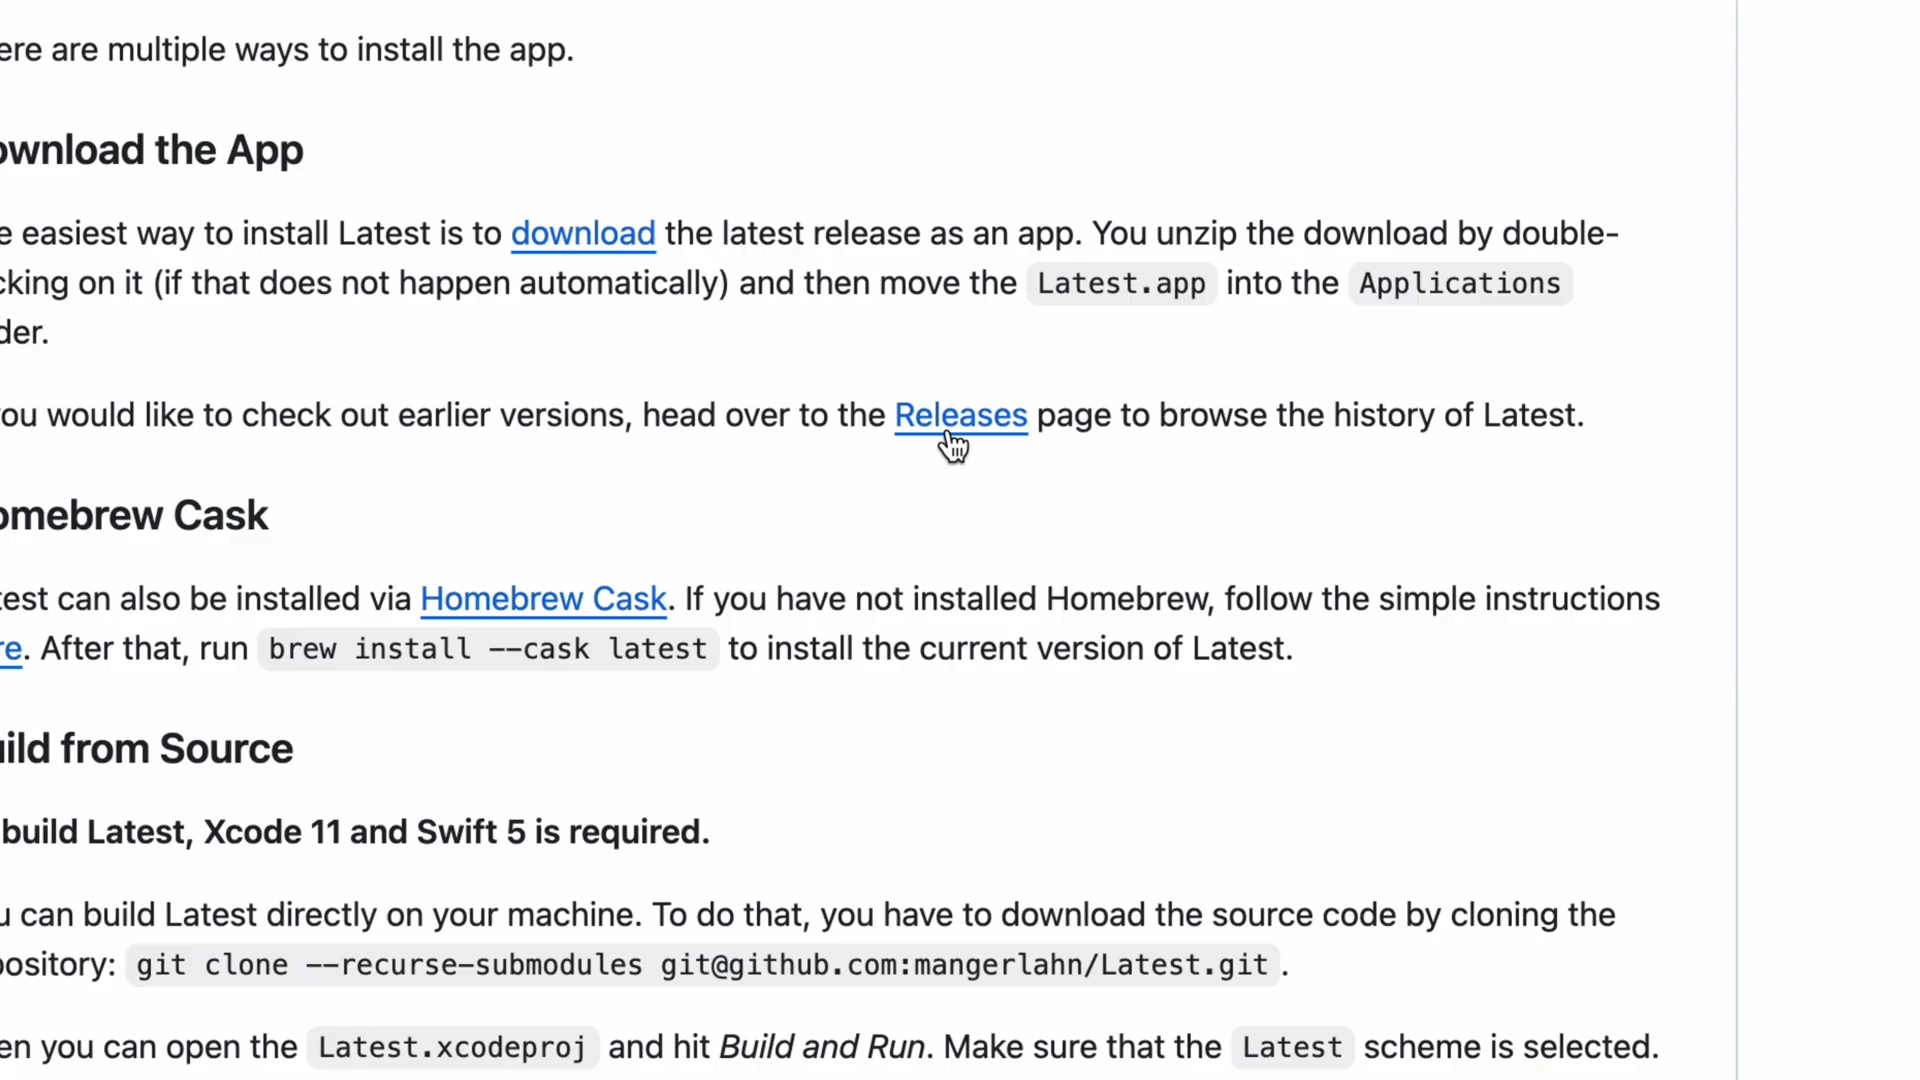 ere are multiple ways to install the app.
ownload the App
e easiest way to install Latest is to download the latest release as an app. You unzip the download by double-
cking on it (if that does not happen automatically) and then move the Latest.app into the Applications
der.
ou would like to check out earlier versions, head over to the Releases page to browse the history of Latest.
omebrew Cask
test can also be installed via Homebrew Cask. If you have not installed Homebrew, follow the simple instructions
re. After that, run brew install --cask latest to install the current version of Latest.
uild from Source
build Latest, Xcode 11 and Swift 5 is required.
u can build Latest directly on your machine. To do that, you have to download the source code by cloning the
pository: git clone --recurse-submodules git@github.com:mangerlahn/Latest.git .
en you can open the Latest.xcodeproj and hit Build and Run. Make sure that the Latest scheme is selected.